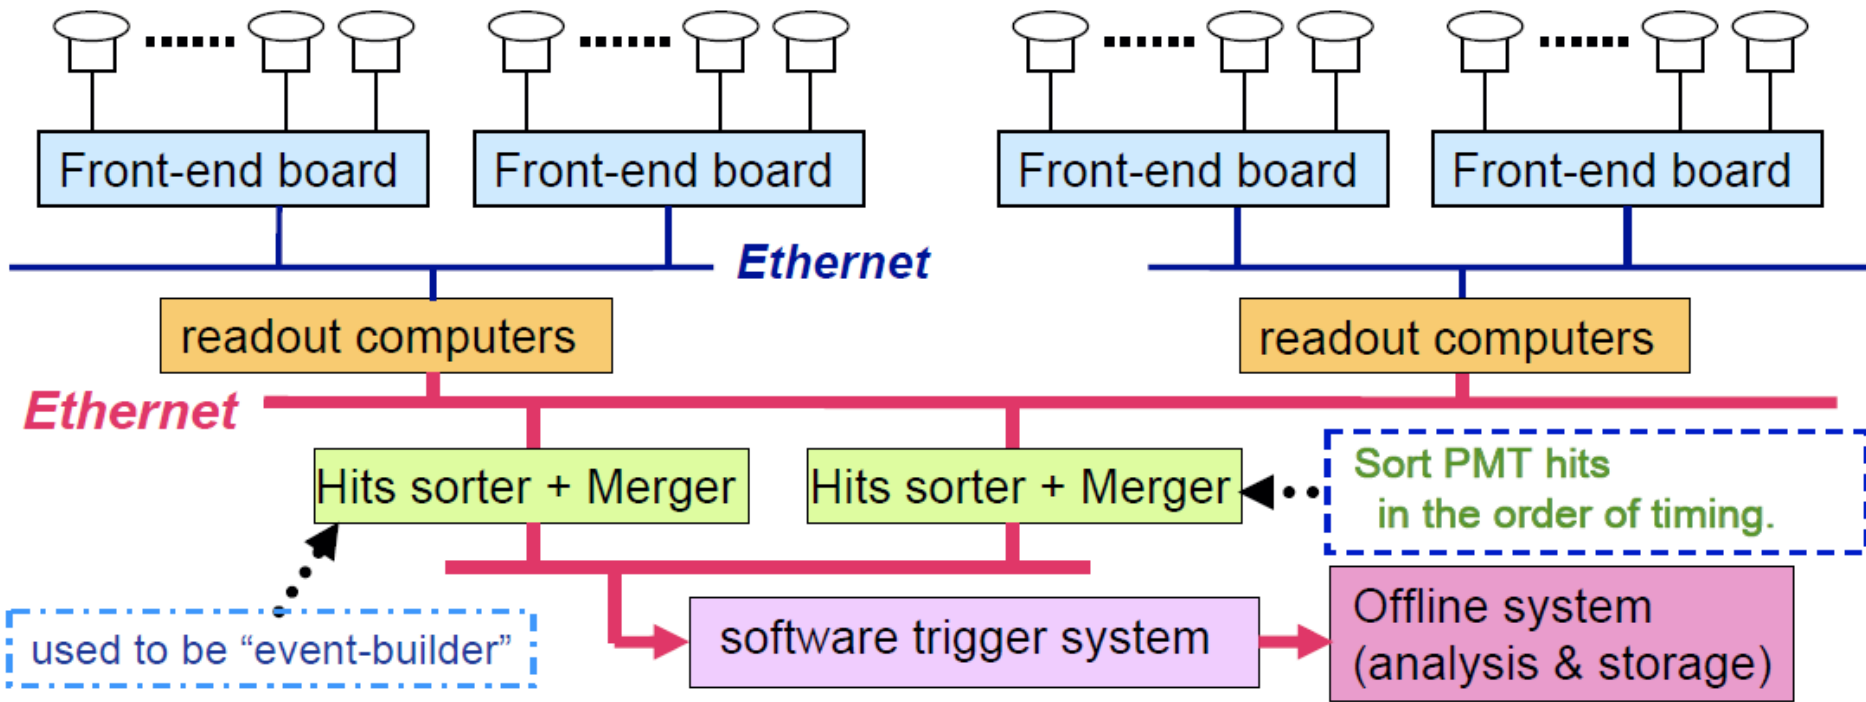 Front-end board
Front-end board
Front-end board
Front-end board
Ethernet
readout computers
readout computers
Ethernet
Hits sorter + Merger
Hits sorter + Merger
Sort PMT hits
in the order of timing.
used to be “event-builder”
software trigger system
Offline system
(analysis & storage)